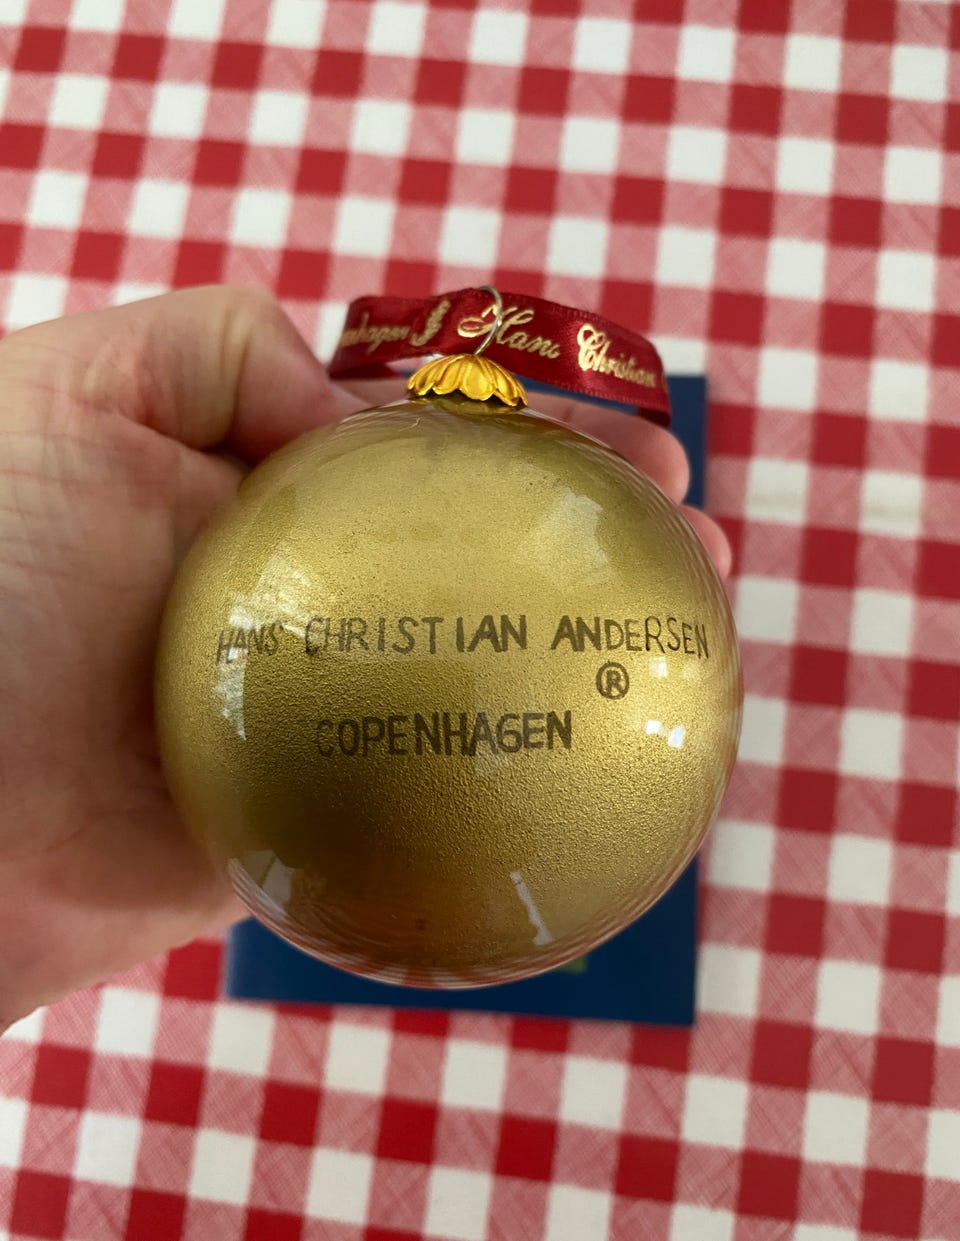 Hans Christian
HANS CHRISTIAN ANDERSEN
®
COPENHAGEN